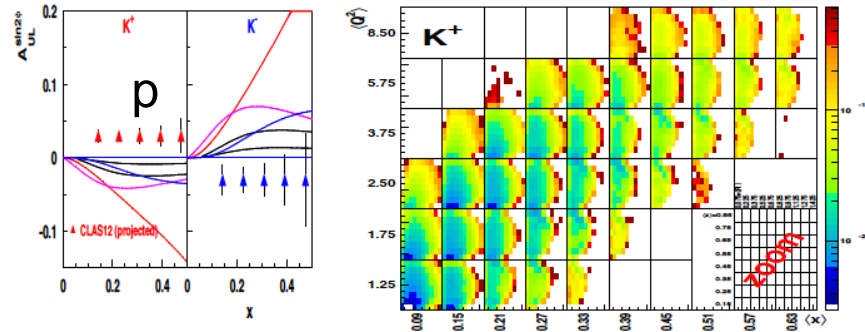 A_UL^sin2φ
K⁺
K⁻
0.2
0.1
0
-0.1
p
▲ CLAS12 (projected)
0 0.2 0.4 0 0.2 0.4
X
⟨Q²⟩
8.50
5.75
3.75
2.50
1.75
1.25
K⁺
10⁻¹
10⁻²
⟨z⟩=0.85
zoom
0.09 0.15 0.21 0.27 0.33 0.39 0.45 0.51 0.57 0.63 ⟨x⟩